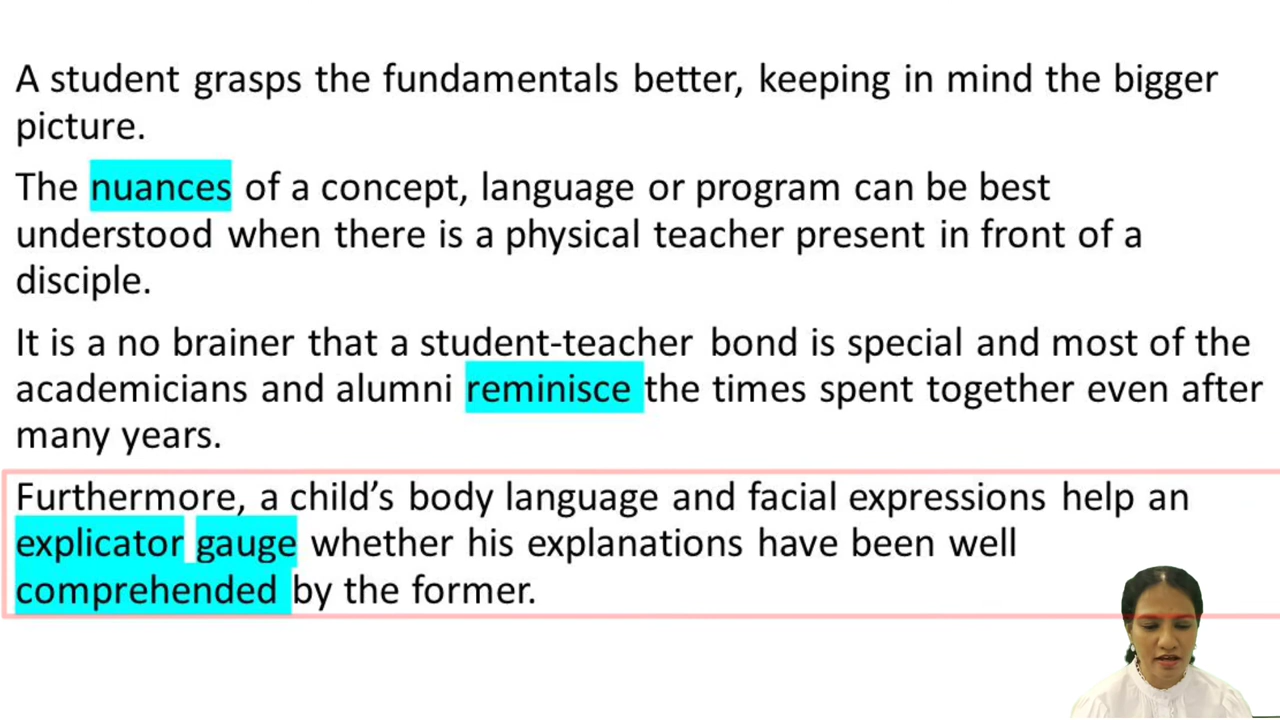 A student grasps the fundamentals better, keeping in mind the bigger
picture.
The nuances of a concept, language or program can be best
understood when there is a physical teacher present in front of a
disciple.
It is a no brainer that a student-teacher bond is special and most of the
academicians and alumni reminisce the times spent together even after
many years.
Furthermore, a child’s body language and facial expressions help an
explicator gauge whether his explanations have been well
comprehended by the former.